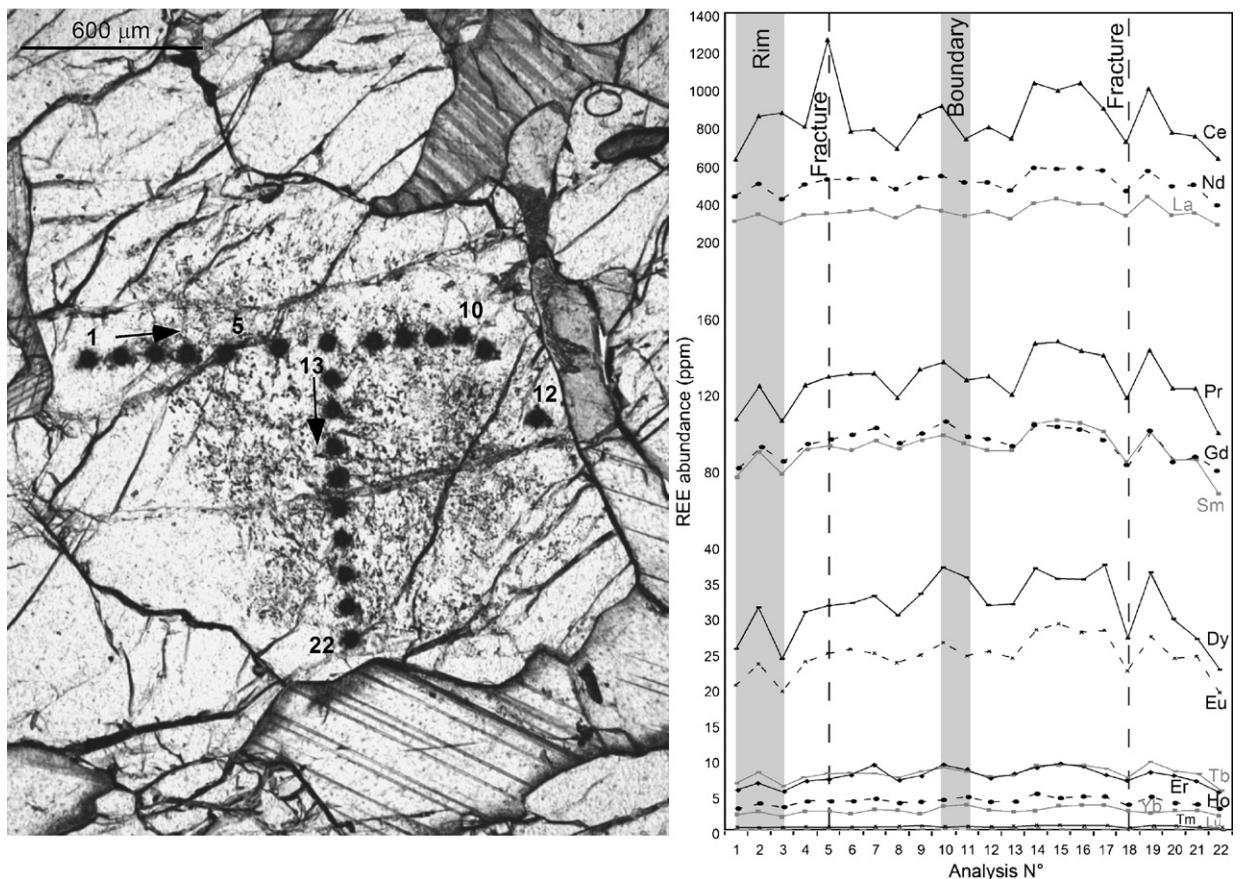 600 µm
1
5
10
13
12
22
REE abundance (ppm)
1400
1200
1000
800
600
400
200
160
120
80
40
35
30
25
20
15
10
5
0
Rim
Fracture
Boundary
Fracture
Ce
Nd
La
Pr
Gd
Sm
Dy
Eu
Tb
Er
Ho
Yb
Tm
Lu
1 2 3 4 5 6 7 8 9 10 11 12 13 14 15 16 17 18 19 20 21 22
Analysis N°